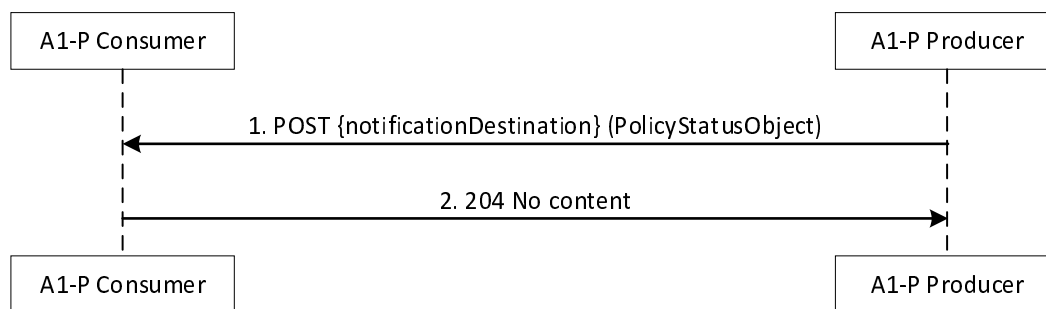 A1-P Consumer
A1-P Producer
1. POST {notificationDestination} (PolicyStatusObject)
2. 204 No content
A1-P Consumer
A1-P Producer